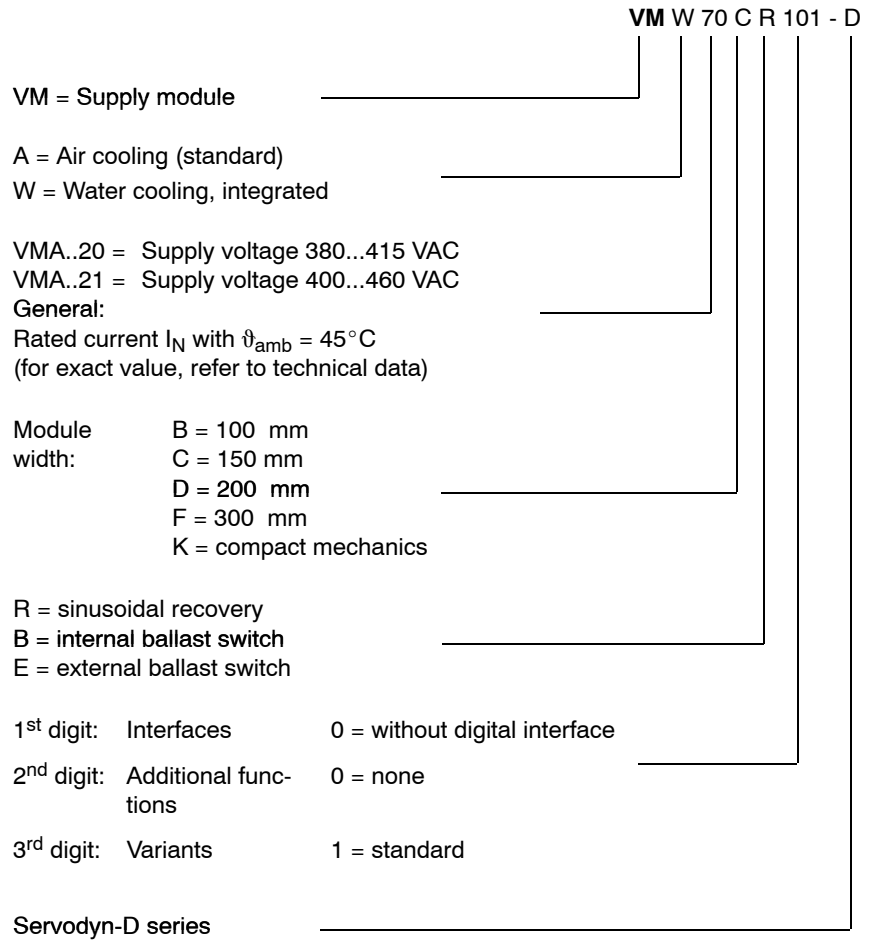 VM W 70 C R 101 - D
VM = Supply module
A = Air cooling (standard)
W = Water cooling, integrated
VMA..20 = Supply voltage 380...415 VAC
VMA..21 = Supply voltage 400...460 VAC
General:
Rated current IN with ϑamb = 45°C
(for exact value, refer to technical data)
Module B = 100 mm
width: C = 150 mm
D = 200 mm
F = 300 mm
K = compact mechanics
R = sinusoidal recovery
B = internal ballast switch
E = external ballast switch
1st digit: Interfaces 0 = without digital interface
2nd digit: Additional func- 0 = none
tions
3rd digit: Variants 1 = standard
Servodyn-D series